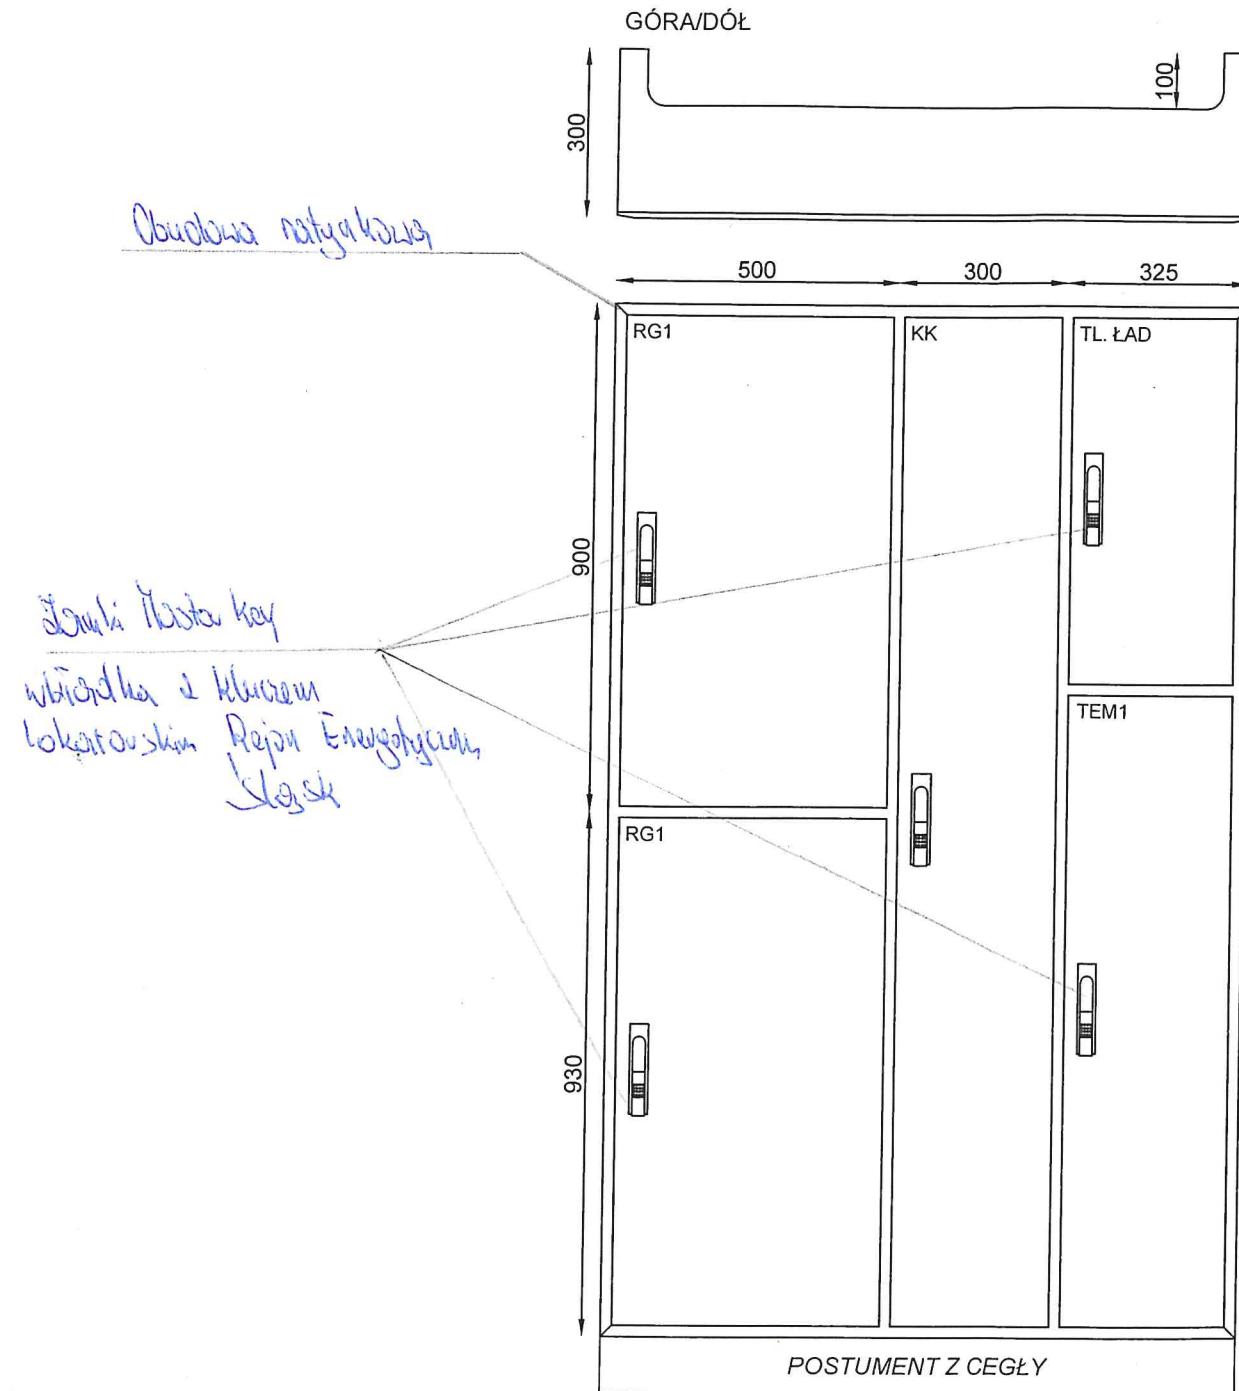 GÓRA/DÓŁ
300
100
Obudowa natynkowa
500 300 325
RG1 KK TL. ŁAD
900
Zamki Master Key
wkładka z kluczem
lokatorskim Rejon Energetyczny
Śląsk
TEM1
RG1
930
POSTUMENT Z CEGŁY